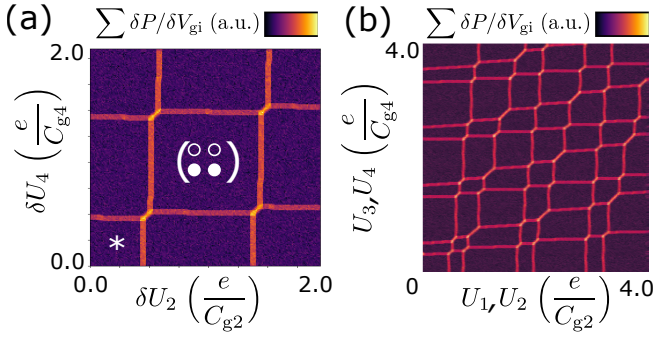 (a)
∑ δP/δV_gi (a.u.)
2.0
δU_4 (e/C_g4)
(○○●●)
*
0.0
0.0 2.0
δU_2 (e/C_g2)
(b)
∑ δP/δV_gi (a.u.)
4.0
U_3,U_4 (e/C_g4)
0 4.0
U_1,U_2 (e/C_g2)